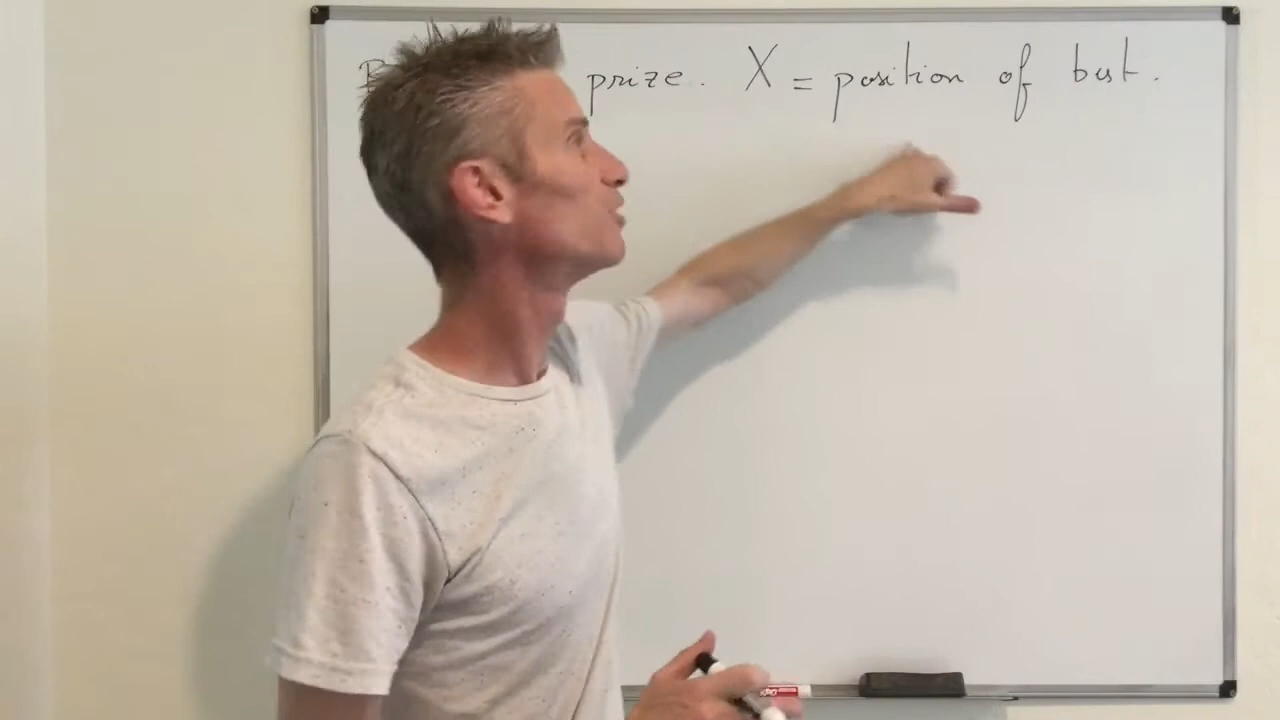 prize. X = position of best.